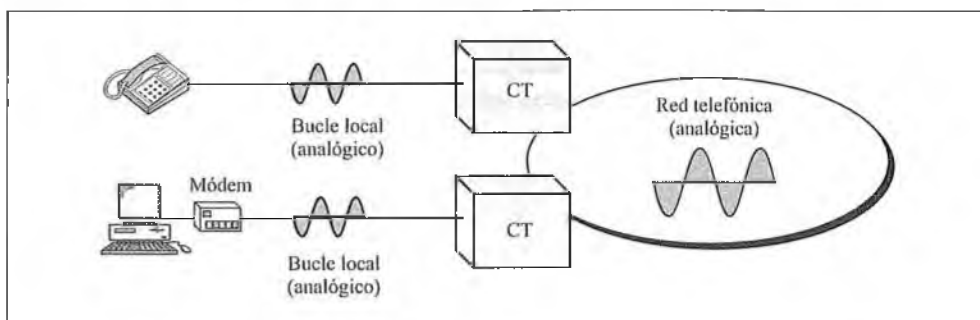 CT
Bucle local
(analógico)
Red telefónica
(analógica)
Módem
CT
Bucle local
(analógico)